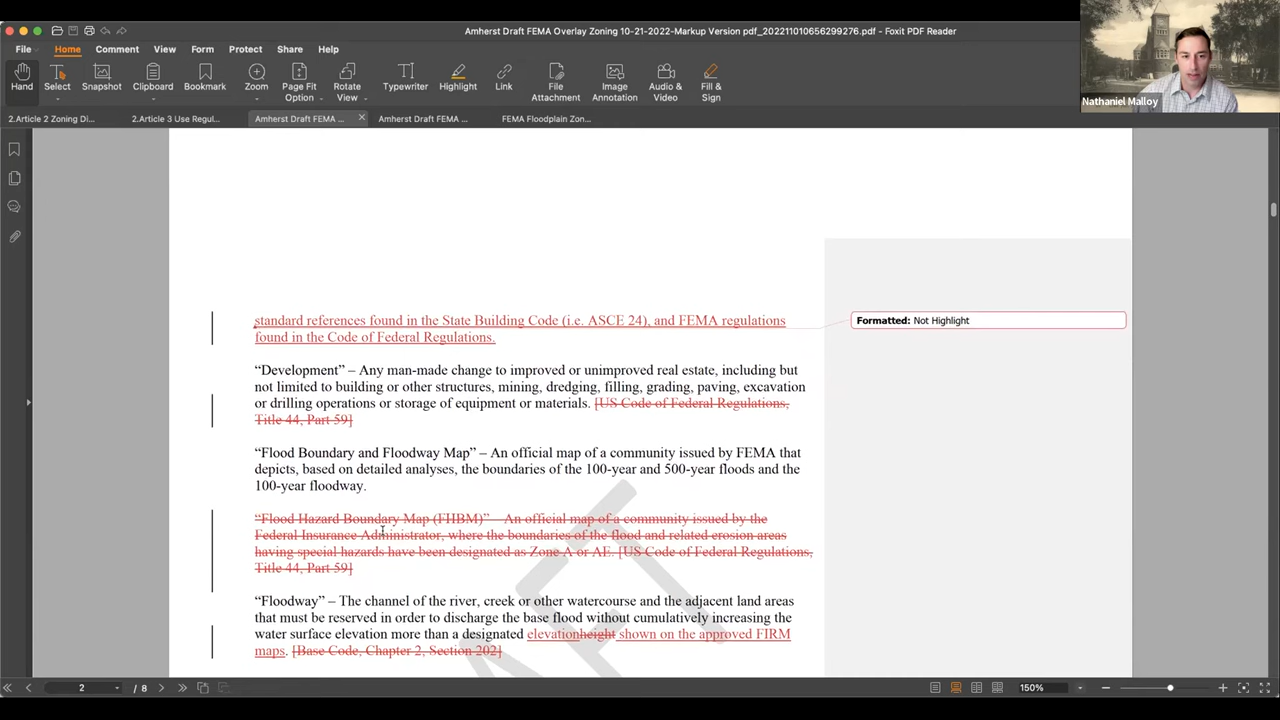 Amherst Draft FEMA Overlay Zoning 10-21-2022-Markup Version pdf_202211010656299276.pdf - Foxit PDF Reader
File Home Comment View Form Protect Share Help
Hand Select Snapshot Clipboard Bookmark Zoom Page Fit Option Rotate View Typewriter Highlight Link File Attachment Image Annotation Audio & Video Fill & Sign
Nathaniel Malloy
2.Article 2 Zoning Di... 2.Article 3 Use Regul... Amherst Draft FEMA ... Amherst Draft FEMA ... FEMA Floodplain Zon...
standard references found in the State Building Code (i.e. ASCE 24), and FEMA regulations
found in the Code of Federal Regulations.
Formatted: Not Highlight
“Development” – Any man-made change to improved or unimproved real estate, including but
not limited to building or other structures, mining, dredging, filling, grading, paving, excavation
or drilling operations or storage of equipment or materials. [US Code of Federal Regulations,
Title 44, Part 59]
“Flood Boundary and Floodway Map” – An official map of a community issued by FEMA that
depicts, based on detailed analyses, the boundaries of the 100-year and 500-year floods and the
100-year floodway.
“Flood Hazard Boundary Map (FHBM)” – An official map of a community issued by the
Federal Insurance Administrator, where the boundaries of the flood and related erosion areas
having special hazards have been designated as Zone A or AE. [US Code of Federal Regulations,
Title 44, Part 59]
“Floodway” – The channel of the river, creek or other watercourse and the adjacent land areas
that must be reserved in order to discharge the base flood without cumulatively increasing the
water surface elevation more than a designated elevationheight shown on the approved FIRM
maps. [Base Code, Chapter 2, Section 202]
2 / 8
150%